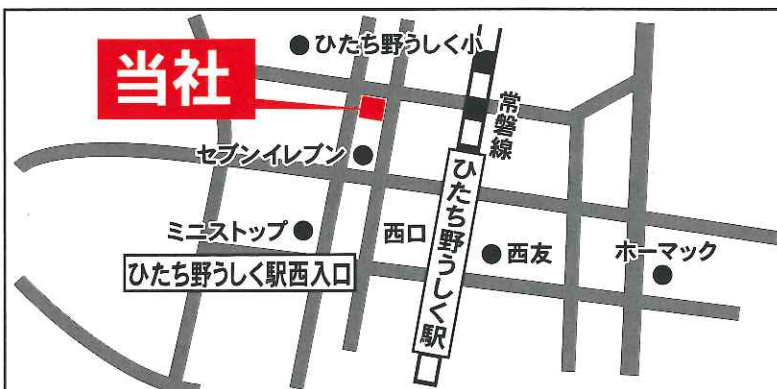 ひたち野うしく小
当社
常磐線
セブンイレブン
ひたち野うしく駅
ミニストップ
西口
西友
ホーマック
ひたち野うしく駅西入口